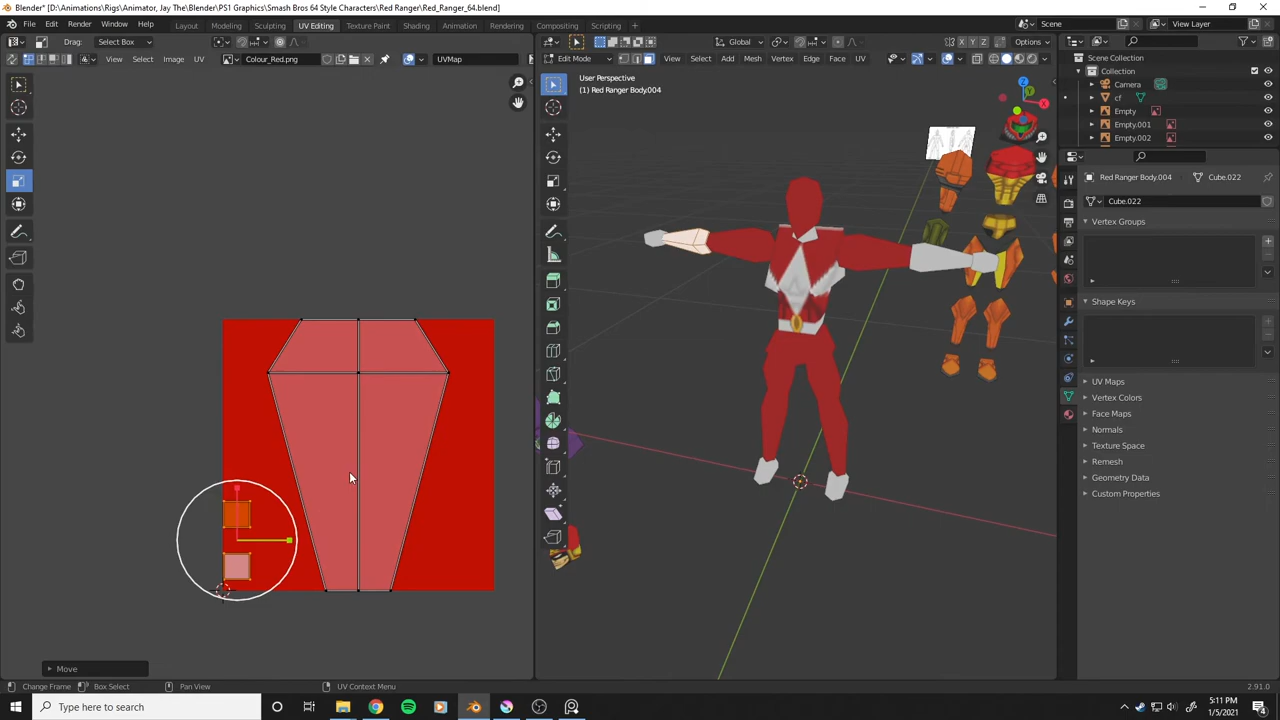 Blender* [D:\Animations\Rigs\Animator, Jay The\Blender\PS1 Graphics\Smash Bros 64 Style Characters\Red Ranger\Red_Ranger_64.blend]
File Edit Render Window Help Layout Modeling Sculpting UV Editing Texture Paint Shading Animation Rendering Compositing Scripting Scene View Layer
Drag: Select Box Global Options
View Select Image UV Colour_Red.png UVMap Edit Mode View Select Add Mesh Vertex Edge Face UV
User Perspective
(1) Red Ranger Body.004
Scene Collection
Collection
Camera
cf
Empty
Empty.001
Empty.002
Red Ranger Body.004 Cube.022
Cube.022
Vertex Groups
Shape Keys
UV Maps
Vertex Colors
Face Maps
Normals
Texture Space
Remesh
Geometry Data
Custom Properties
X Y Z
Z
X
Move
Change Frame Box Select Pan View UV Context Menu 2.91.0
Type here to search
5:11 PM
1/5/2021